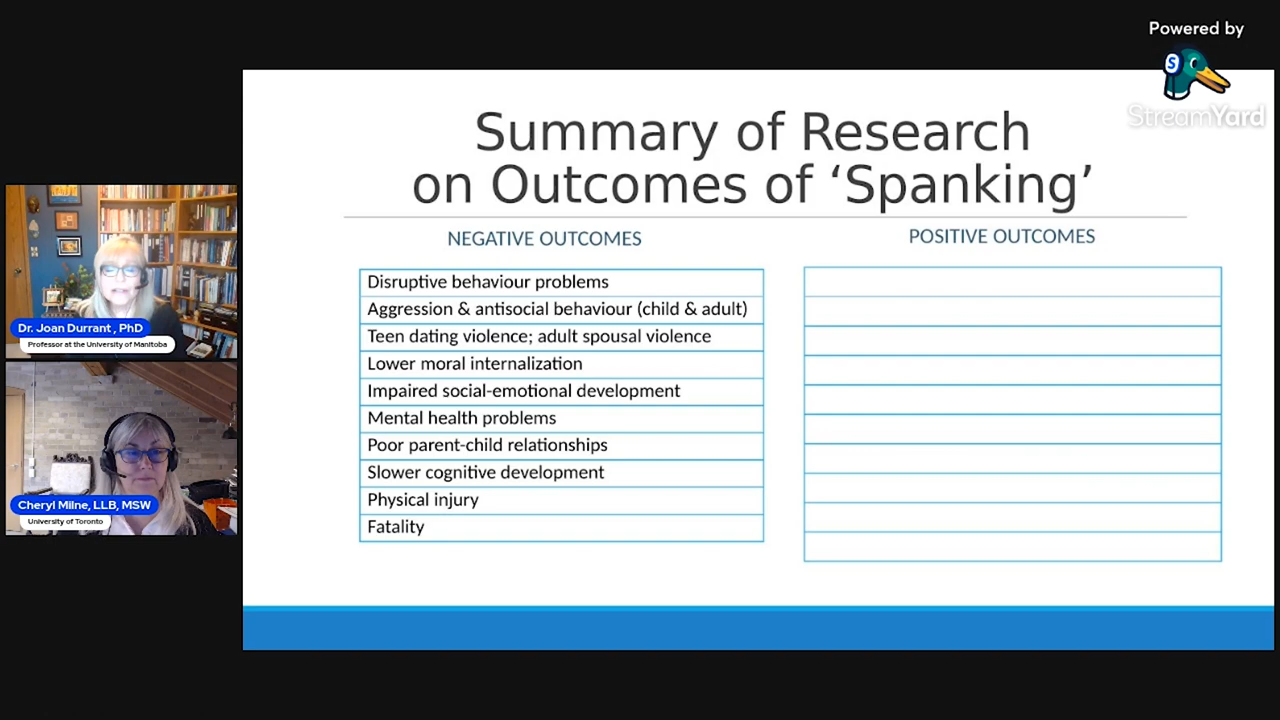 Powered by
StreamYard
S
Summary of Research
on Outcomes of ‘Spanking’
NEGATIVE OUTCOMES
Disruptive behaviour problems
Aggression & antisocial behaviour (child & adult)
Teen dating violence; adult spousal violence
Lower moral internalization
Impaired social-emotional development
Mental health problems
Poor parent-child relationships
Slower cognitive development
Physical injury
Fatality
POSITIVE OUTCOMES
Dr. Joan Durrant , PhD
Professor at the University of Manitoba
Cheryl Milne, LLB, MSW
University of Toronto